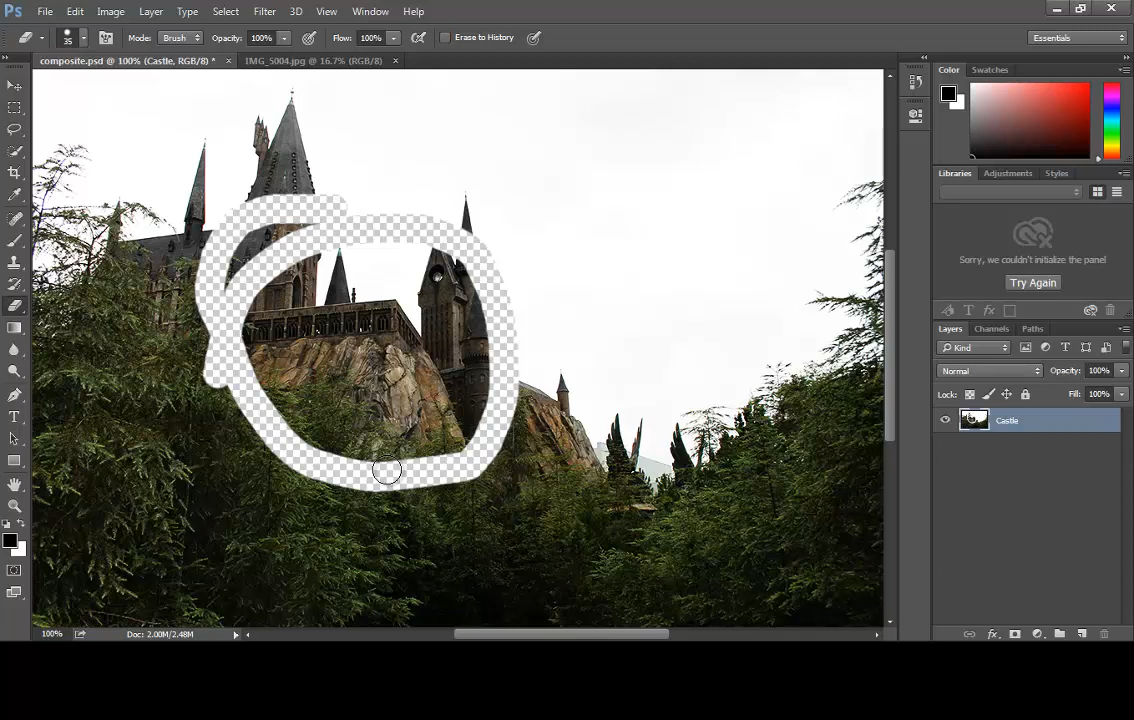 Ps File Edit Image Layer Type Select Filter 3D View Window Help
35 Mode: Brush Opacity: 100% Flow: 100% Erase to History Essentials
composite.psd @ 100% (Castle, RGB/8) * × IMG_5004.jpg @ 16.7% (RGB/8) ×
Color Swatches
Libraries Adjustments Styles
Sorry, we couldn't initialize the panel
Try Again
Layers Channels Paths
Kind
Normal Opacity: 100%
Lock: Fill: 100%
Castle
100% Doc: 2.00M/2.48M